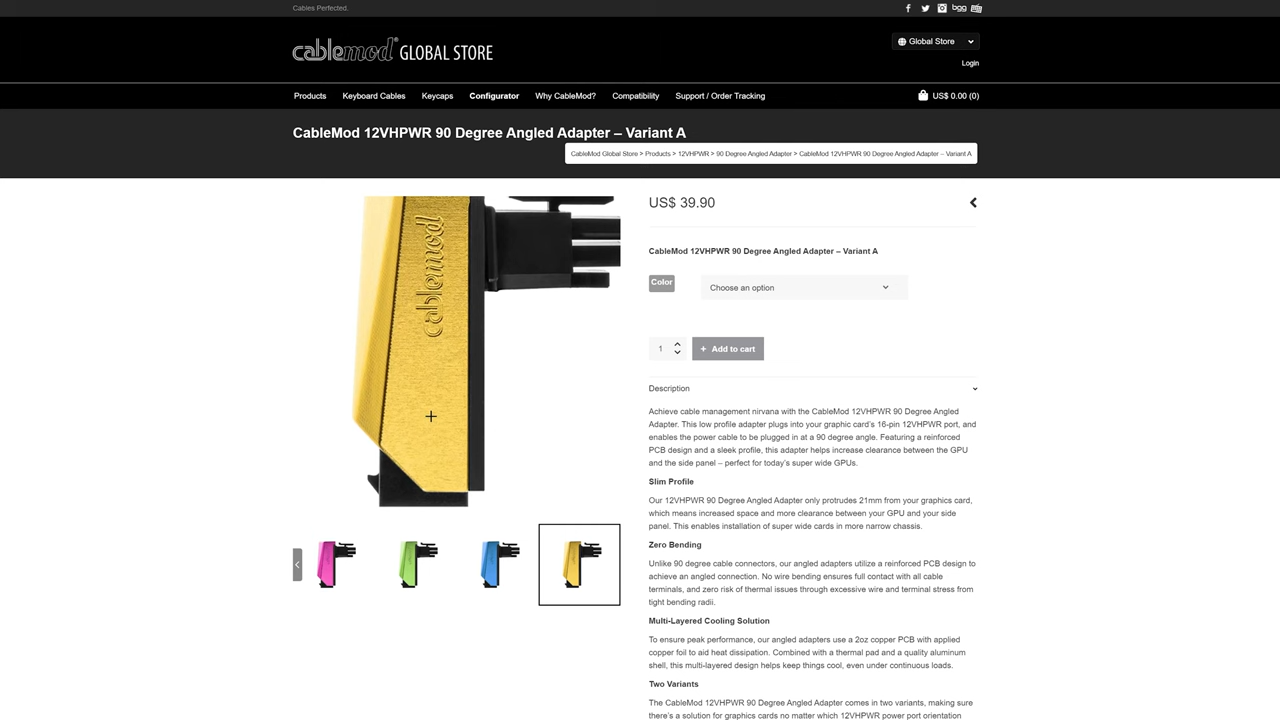 Cables Perfected.
bgg
cablemod® GLOBAL STORE
Global Store
Login
Products Keyboard Cables Keycaps Configurator Why CableMod? Compatibility Support / Order Tracking US$ 0.00 (0)
CableMod 12VHPWR 90 Degree Angled Adapter – Variant A
CableMod Global Store > Products > 12VHPWR > 90 Degree Angled Adapter > CableMod 12VHPWR 90 Degree Angled Adapter – Variant A
cablemod
US$ 39.90
CableMod 12VHPWR 90 Degree Angled Adapter – Variant A
Color Choose an option
1 + Add to cart
Description
Achieve cable management nirvana with the CableMod 12VHPWR 90 Degree Angled
Adapter. This low profile adapter plugs into your graphic card's 16-pin 12VHPWR port, and
enables the power cable to be plugged in at a 90 degree angle. Featuring a reinforced
PCB design and a sleek profile, this adapter helps increase clearance between the GPU
and the side panel – perfect for today's super wide GPUs.
Slim Profile
Our 12VHPWR 90 Degree Angled Adapter only protrudes 21mm from your graphics card,
which means increased space and more clearance between your GPU and your side
panel. This enables installation of super wide cards in more narrow chassis.
Zero Bending
Unlike 90 degree cable connectors, our angled adapters utilize a reinforced PCB design to
achieve an angled connection. No wire bending ensures full contact with all cable
terminals, and zero risk of thermal issues through excessive wire and terminal stress from
tight bending radii.
Multi-Layered Cooling Solution
To ensure peak performance, our angled adapters use a 2oz copper PCB with applied
copper foil to aid heat dissipation. Combined with a thermal pad and a quality aluminum
shell, this multi-layered design helps keep things cool, even under continuous loads.
Two Variants
The CableMod 12VHPWR 90 Degree Angled Adapter comes in two variants, making sure
there's a solution for graphics cards no matter which 12VHPWR power port orientation